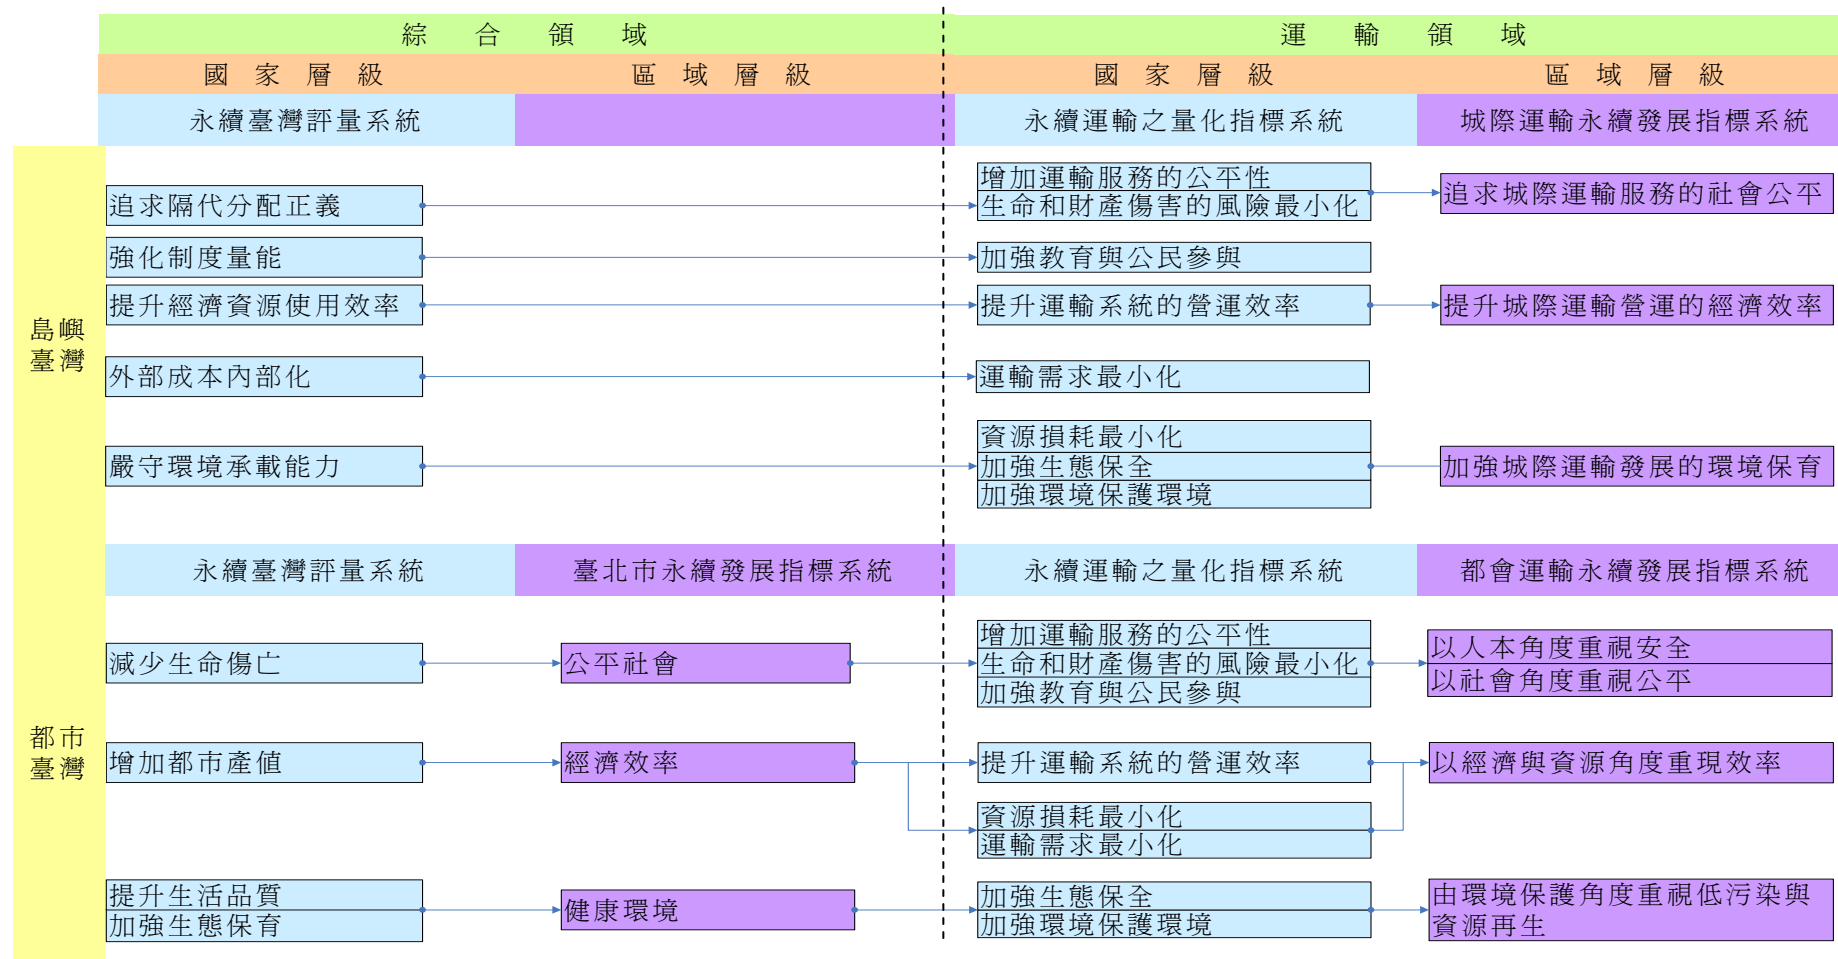 綜合領域
運輸領域
國家層級
區域層級
國家層級
區域層級
永續臺灣評量系統
永續運輸之量化指標系統
城際運輸永續發展指標系統
島嶼
臺灣
追求隔代分配正義
增加運輸服務的公平性
生命和財產傷害的風險最小化
追求城際運輸服務的社會公平
強化制度量能
加強教育與公民參與
提升經濟資源使用效率
提升運輸系統的營運效率
提升城際運輸營運的經濟效率
外部成本內部化
運輸需求最小化
嚴守環境承載能力
資源損耗最小化
加強生態保全
加強環境保護環境
加強城際運輸發展的環境保育
永續臺灣評量系統
臺北市永續發展指標系統
永續運輸之量化指標系統
都會運輸永續發展指標系統
都市
臺灣
減少生命傷亡
公平社會
增加運輸服務的公平性
生命和財產傷害的風險最小化
加強教育與公民參與
以人本角度重視安全
以社會角度重視公平
增加都市產值
經濟效率
提升運輸系統的營運效率
以經濟與資源角度重現效率
資源損耗最小化
運輸需求最小化
提升生活品質
加強生態保育
健康環境
加強生態保全
加強環境保護環境
由環境保護角度重視低污染與
資源再生